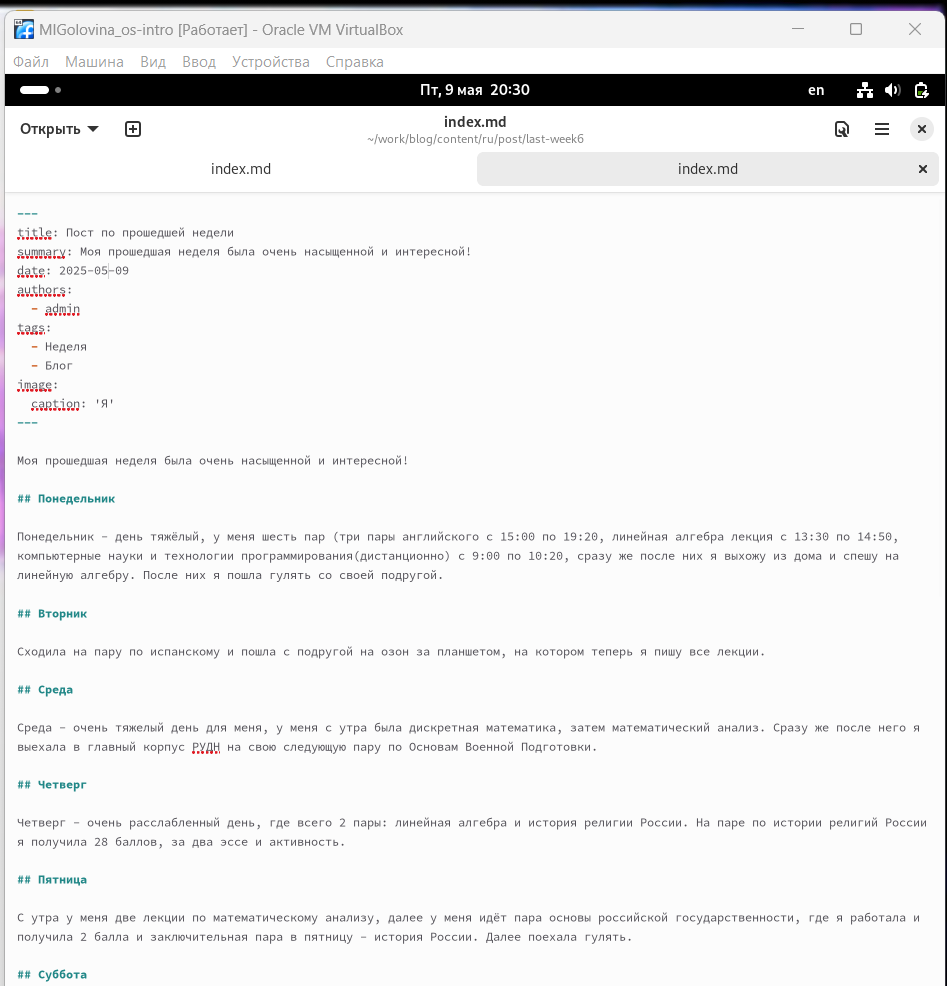 MIGolovina_os-intro [Работает] - Oracle VM VirtualBox
Файл Машина Вид Ввод Устройства Справка
Пт, 9 мая 20:30 en
Открыть index.md
~/work/blog/content/ru/post/last-week6
index.md index.md
---
title: Пост по прошедшей недели
summary: Моя прошедшая неделя была очень насыщенной и интересной!
date: 2025-05-09
authors:
- admin
tags:
- Неделя
- Блог
image:
caption: 'Я'
---
Моя прошедшая неделя была очень насыщенной и интересной!
## Понедельник
Понедельник - день тяжёлый, у меня шесть пар (три пары английского с 15:00 по 19:20, линейная алгебра лекция с 13:30 по 14:50,
компьютерные науки и технологии программирования(дистанционно) с 9:00 по 10:20, сразу же после них я выхожу из дома и спешу на
линейную алгебру. После них я пошла гулять со своей подругой.
## Вторник
Сходила на пару по испанскому и пошла с подругой на озон за планшетом, на котором теперь я пишу все лекции.
## Среда
Среда - очень тяжелый день для меня, у меня с утра была дискретная математика, затем математический анализ. Сразу же после него я
выехала в главный корпус РУДН на свою следующую пару по Основам Военной Подготовки.
## Четверг
Четверг - очень расслабленный день, где всего 2 пары: линейная алгебра и история религии России. На паре по истории религий России
я получила 28 баллов, за два эссе и активность.
## Пятница
С утра у меня две лекции по математическому анализу, далее у меня идёт пара основы российской государственности, где я работала и
получила 2 балла и заключительная пара в пятницу - история России. Далее поехала гулять.
## Суббота